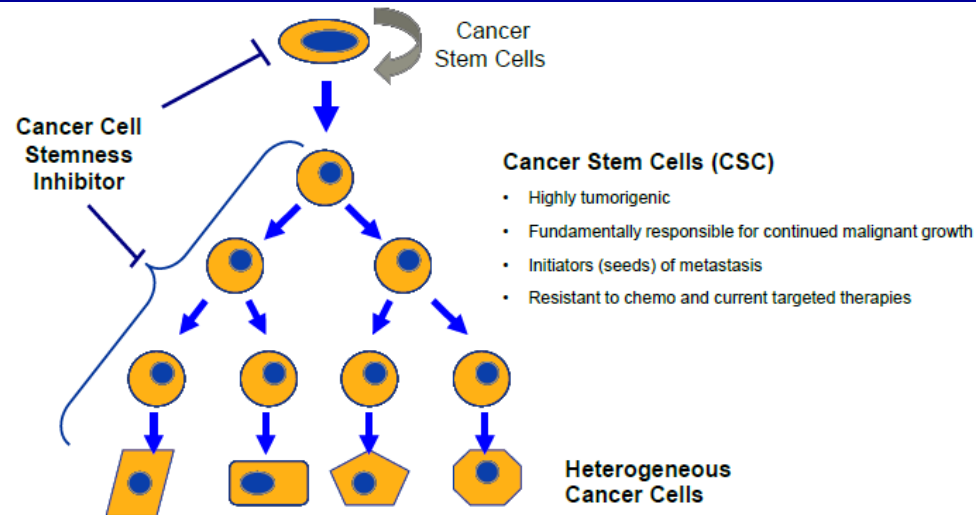 Cancer
Stem Cells
Cancer Cell
Stemness
Inhibitor
Cancer Stem Cells (CSC)
• Highly tumorigenic
• Fundamentally responsible for continued malignant growth
• Initiators (seeds) of metastasis
• Resistant to chemo and current targeted therapies
Heterogeneous
Cancer Cells